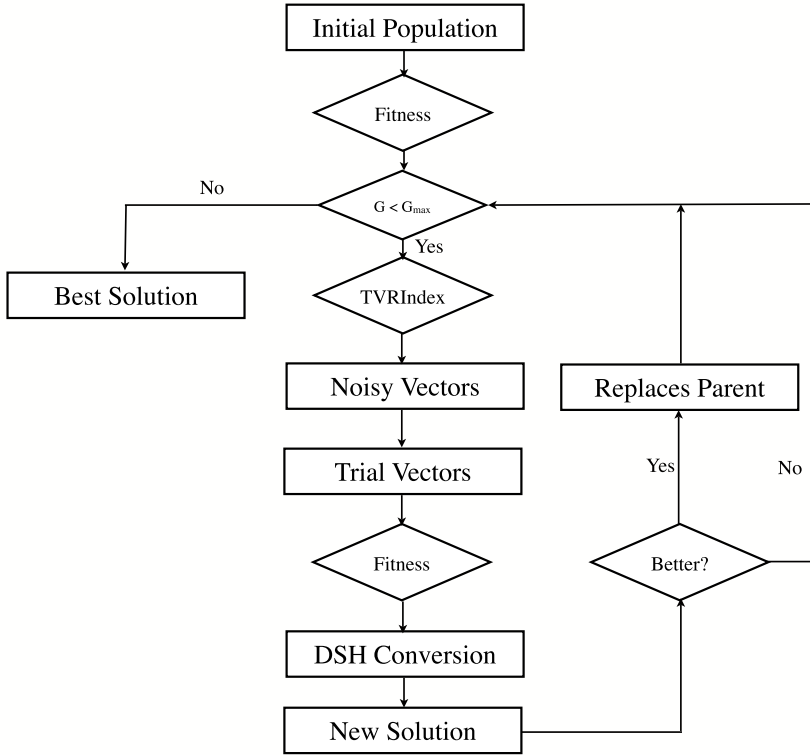 Initial Population
Fitness
No
G < Gmax
Yes
Best Solution
TVRIndex
Noisy Vectors
Replaces Parent
Trial Vectors
Yes
No
Fitness
Better?
DSH Conversion
New Solution